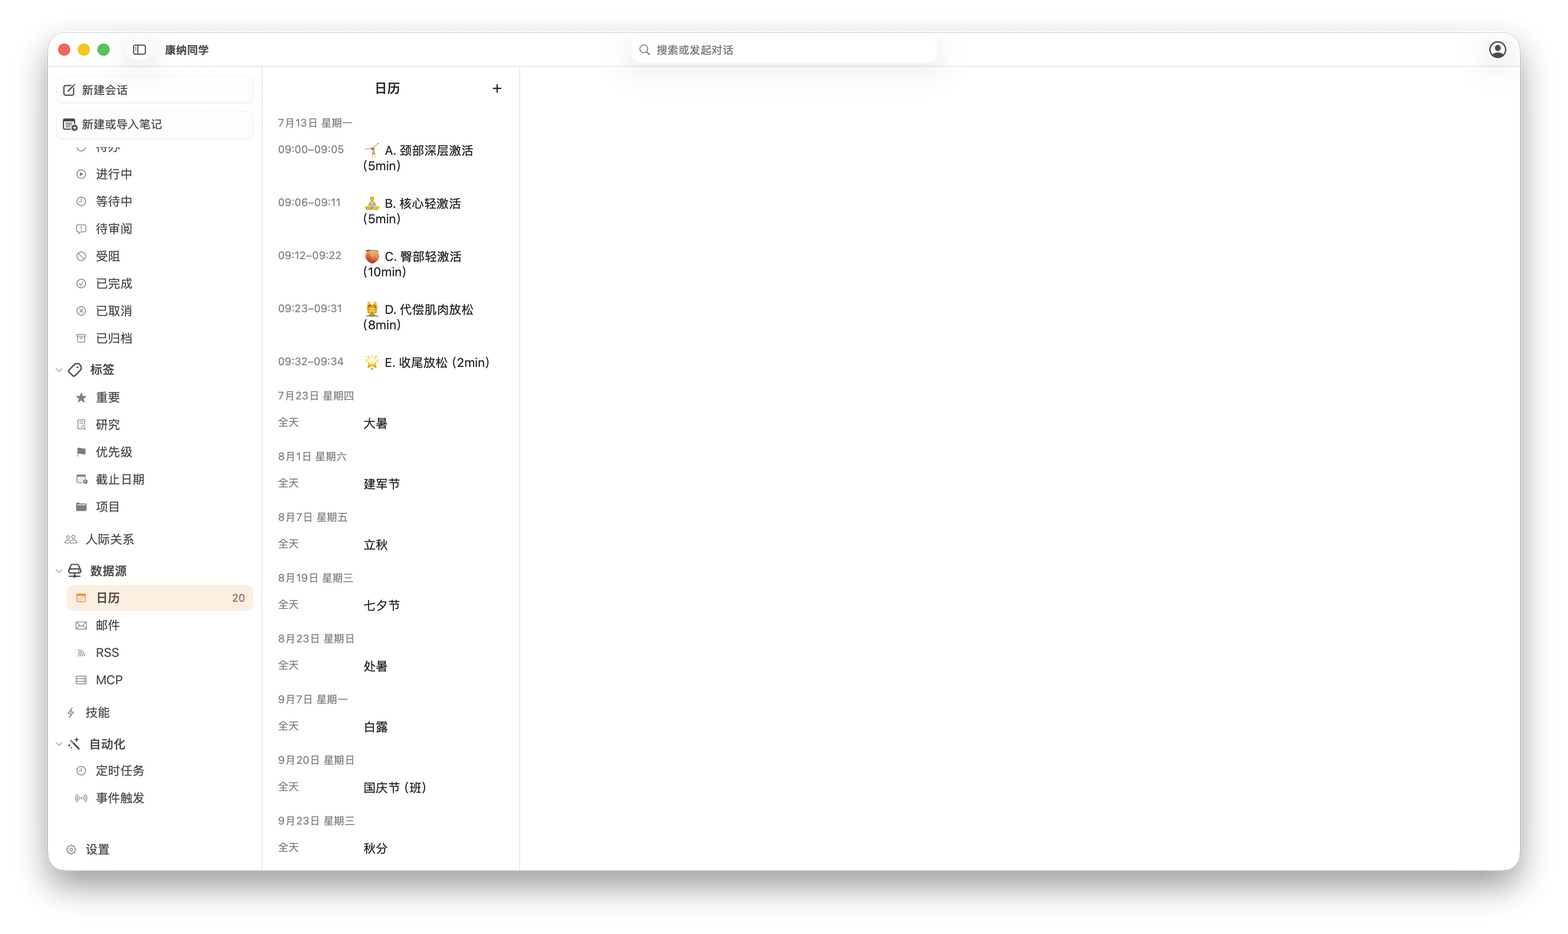 康纳同学
搜索或发起对话
新建会话
新建或导入笔记
待办
进行中
等待中
待审阅
受阻
已完成
已取消
已归档
标签
重要
研究
优先级
截止日期
项目
人际关系
数据源
日历 20
邮件
RSS
MCP
技能
自动化
定时任务
事件触发
设置
日历
7月13日 星期一
09:00–09:05 A. 颈部深层激活
(5min)
09:06–09:11 B. 核心轻激活
(5min)
09:12–09:22 C. 臀部轻激活
(10min)
09:23–09:31 D. 代偿肌肉放松
(8min)
09:32–09:34 E. 收尾放松 (2min)
7月23日 星期四
全天 大暑
8月1日 星期六
全天 建军节
8月7日 星期五
全天 立秋
8月19日 星期三
全天 七夕节
8月23日 星期日
全天 处暑
9月7日 星期一
全天 白露
9月20日 星期日
全天 国庆节 (班)
9月23日 星期三
全天 秋分